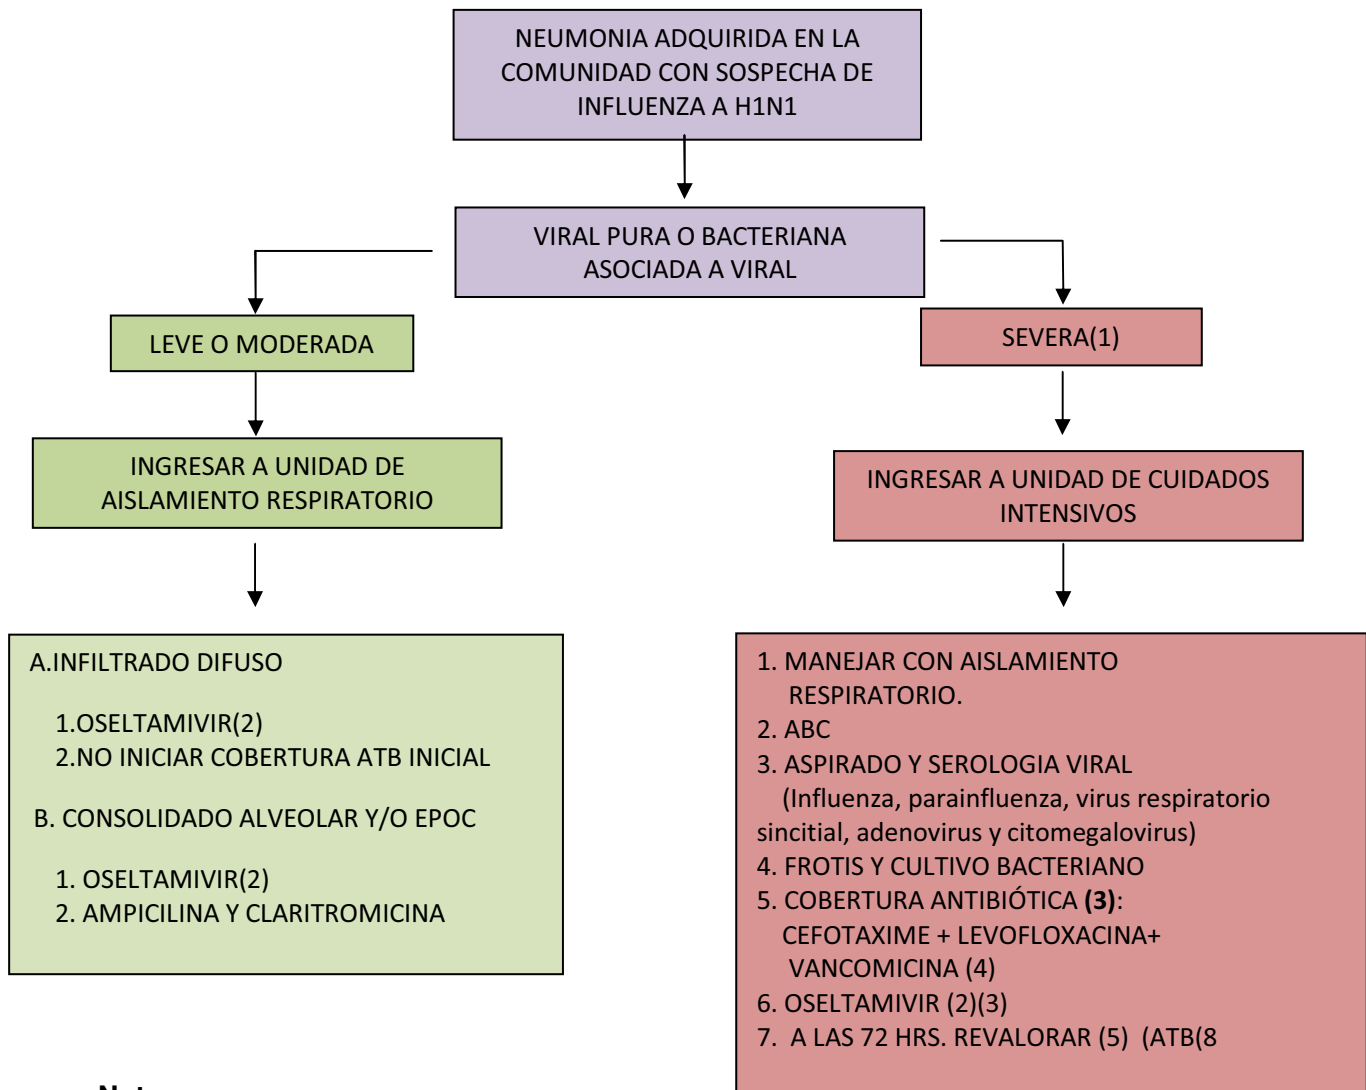 NEUMONIA ADQUIRIDA EN LA
COMUNIDAD CON SOSPECHA DE
INFLUENZA A H1N1
VIRAL PURA O BACTERIANA
ASOCIADA A VIRAL
LEVE O MODERADA
SEVERA(1)
INGRESAR A UNIDAD DE
AISLAMIENTO RESPIRATORIO
INGRESAR A UNIDAD DE CUIDADOS
INTENSIVOS
A.INFILTRADO DIFUSO
1.OSELTAMIVIR(2)
2.NO INICIAR COBERTURA ATB INICIAL
B. CONSOLIDADO ALVEOLAR Y/O EPOC
1. OSELTAMIVIR(2)
2. AMPICILINA Y CLARITROMICINA
1. MANEJAR CON AISLAMIENTO
RESPIRATORIO.
2. ABC
3. ASPIRADO Y SEROLOGIA VIRAL
(Influenza, parainfluenza, virus respiratorio
sincitial, adenovirus y citomegalovirus)
4. FROTIS Y CULTIVO BACTERIANO
5. COBERTURA ANTIBIÓTICA (3):
CEFOTAXIME + LEVOFLOXACINA+
VANCOMICINA (4)
6. OSELTAMIVIR (2)(3)
7. A LAS 72 HRS. REVALORAR (5) (ATB(8